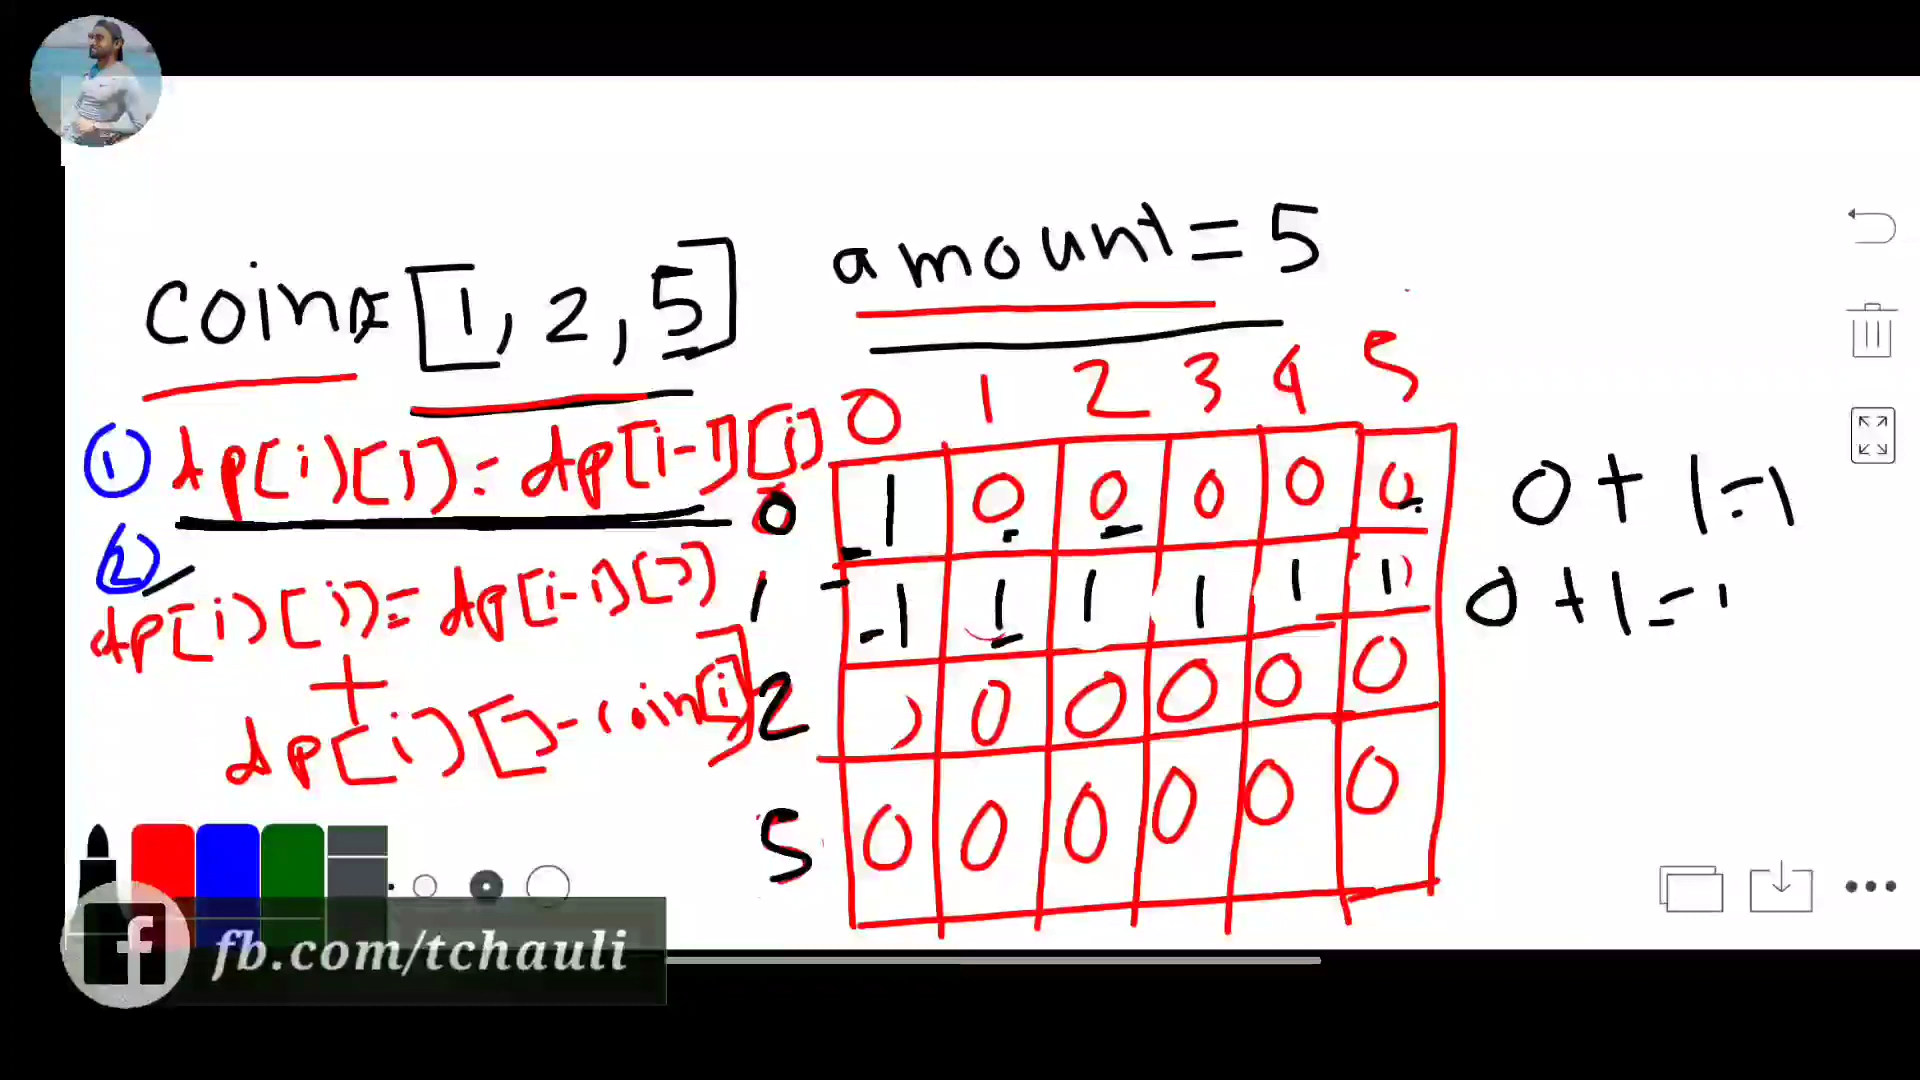 coins=[1,2,5] amount=5
0 1 2 3 4 5
① dp[i][j]=dp[i-1][j]
0 1 0 0 0 0 0 0+1=1
②
dp[i][j]=dp[i-1][j]
1 1 1 1 1 1 1 0+1=1
+
dp[i][j-coin[i]]
2 0 0 0 0 0
5 0 0 0 0 0 0
fb.com/tchauli